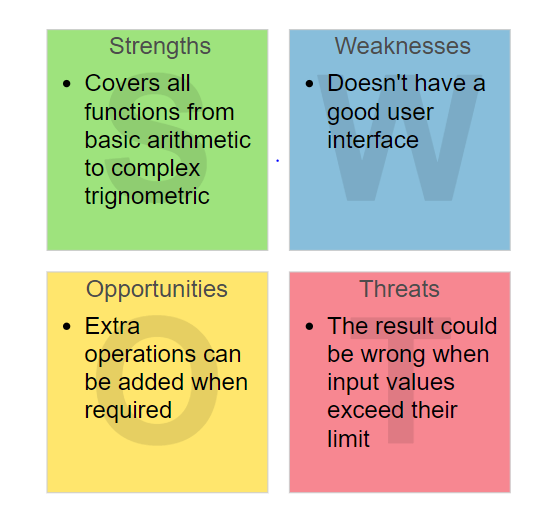 Strengths
S
• Covers all
functions from
basic arithmetic
to complex
trignometric
Weaknesses
W
• Doesn't have a
good user
interface
Opportunities
O
• Extra
operations can
be added when
required
Threats
T
• The result could
be wrong when
input values
exceed their
limit